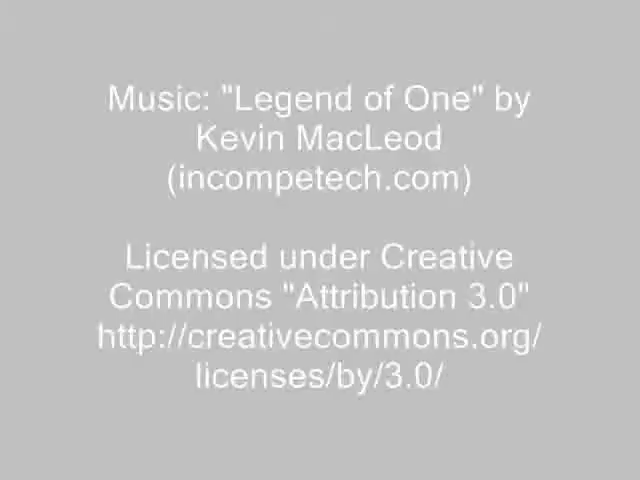 Music: "Legend of One" by
Kevin MacLeod
(incompetech.com)
Licensed under Creative
Commons "Attribution 3.0"
http://creativecommons.org/
licenses/by/3.0/